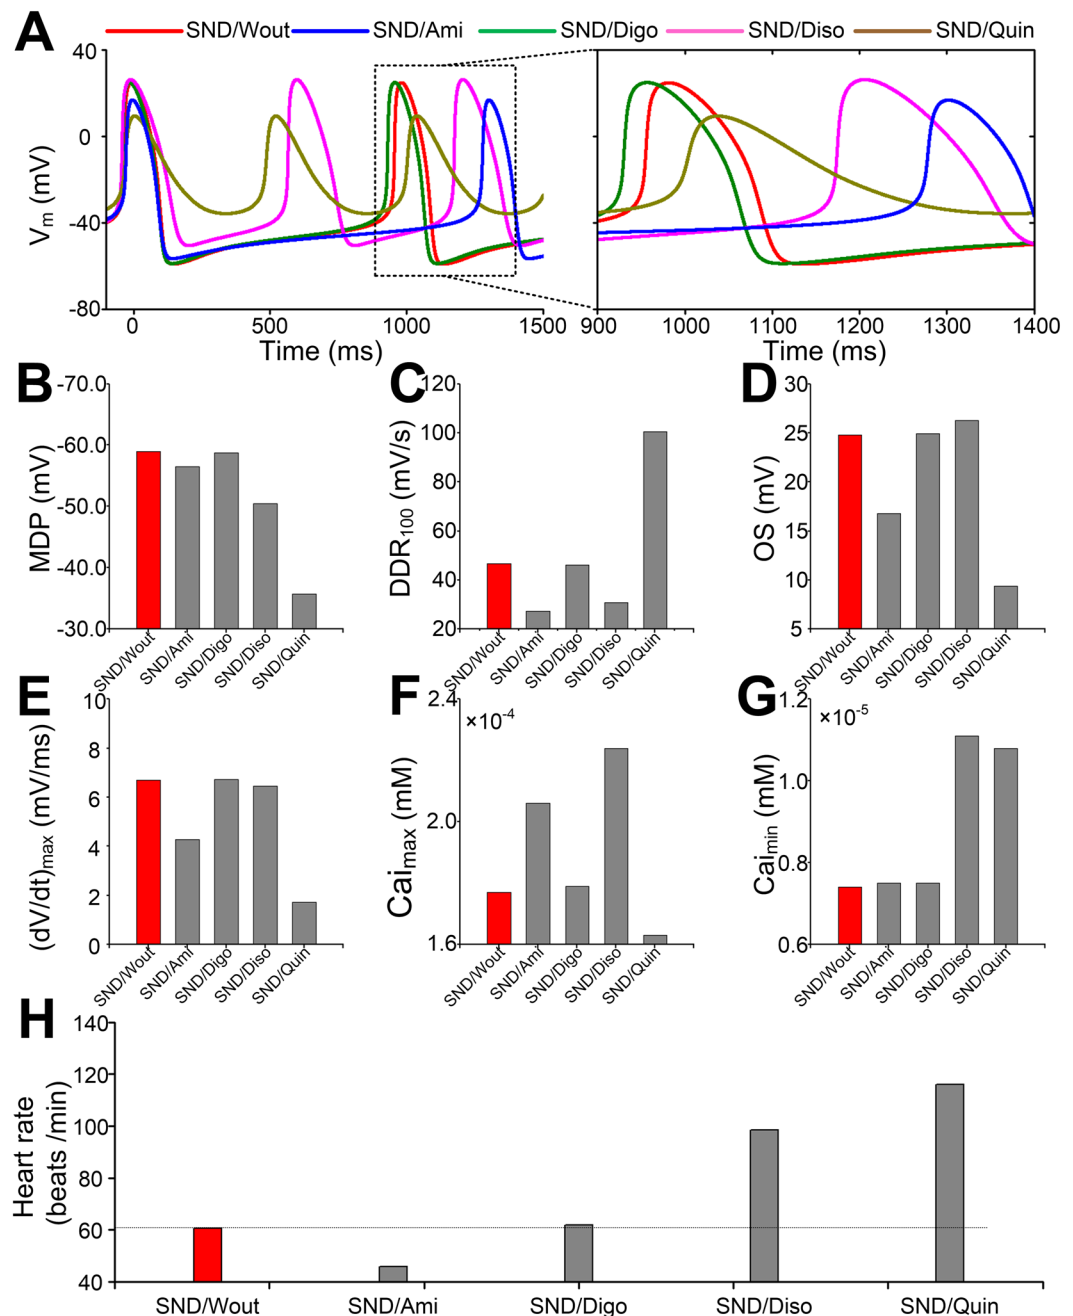 A
SND/Wout SND/Ami SND/Digo SND/Diso SND/Quin
40
0
-40
-80
Vm (mV)
0 500 1000 1500
Time (ms)
900 1000 1100 1200 1300 1400
Time (ms)
B
-70.0
-60.0
-50.0
-40.0
-30.0
MDP (mV)
SND/Wout SND/Ami SND/Digo SND/Diso SND/Quin
C
120
100
80
60
40
20
DDR100 (mV/s)
SND/Wout SND/Ami SND/Digo SND/Diso SND/Quin
D
30
25
20
15
10
5
OS (mV)
SND/Wout SND/Ami SND/Digo SND/Diso SND/Quin
E
10
8
6
4
2
0
(dV/dt)max (mV/ms)
SND/Wout SND/Ami SND/Digo SND/Diso SND/Quin
F
2.4
2.0
1.6
×10-4
Caimax (mM)
SND/Wout SND/Ami SND/Digo SND/Diso SND/Quin
G
1.2
1.0
0.8
0.6
×10-5
Caimin (mM)
SND/Wout SND/Ami SND/Digo SND/Diso SND/Quin
H
140
120
100
80
60
40
Heart rate
(beats /min)
SND/Wout SND/Ami SND/Digo SND/Diso SND/Quin